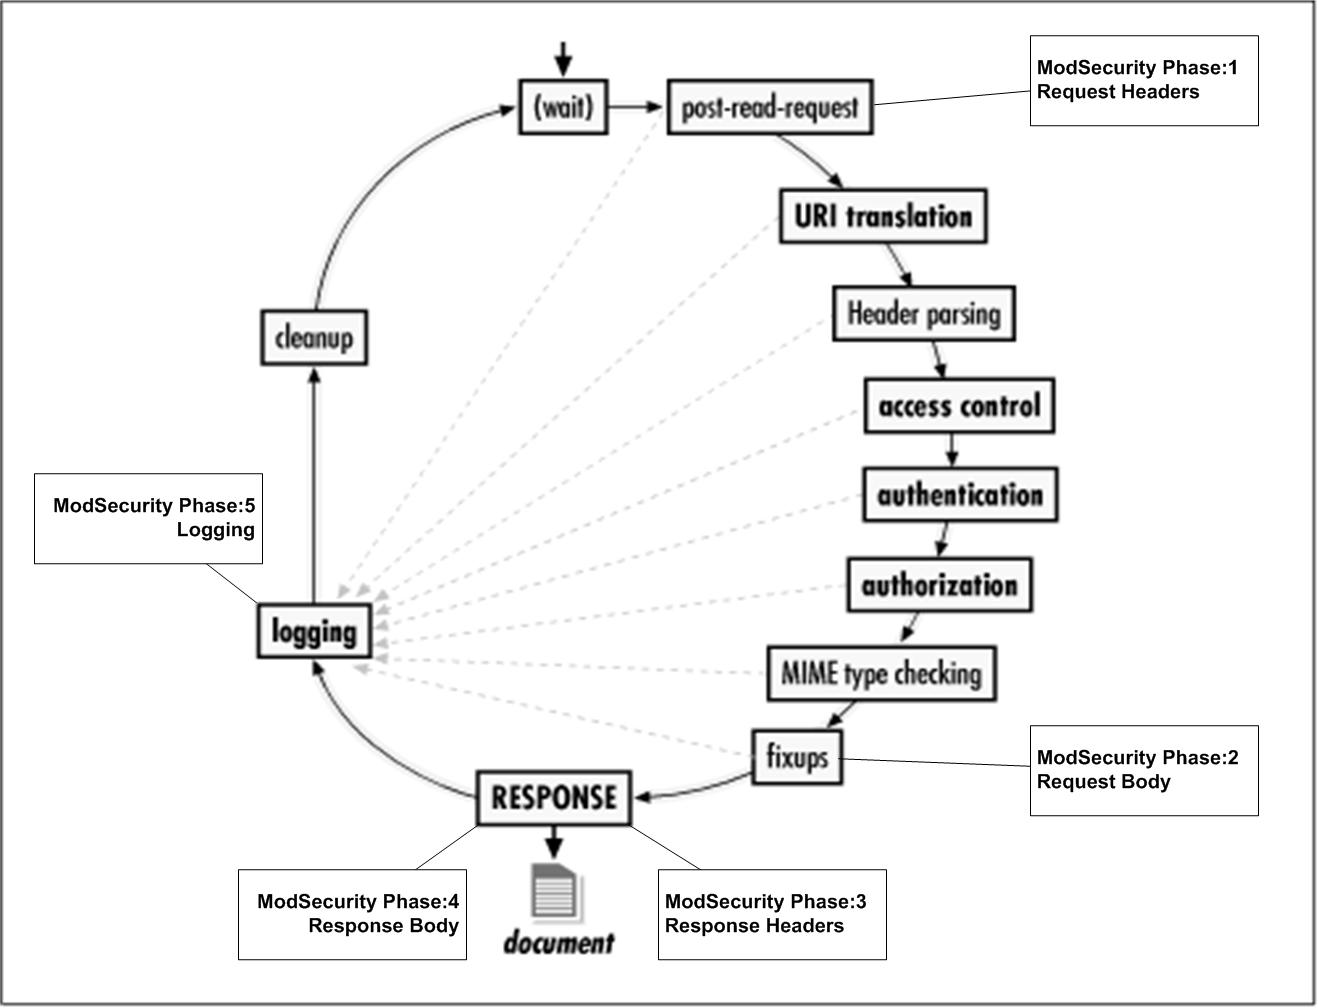 (wait)
post-read-request
ModSecurity Phase:1
Request Headers
URI translation
Header parsing
access control
authentication
authorization
MIME type checking
fixups
ModSecurity Phase:2
Request Body
RESPONSE
ModSecurity Phase:3
Response Headers
document
ModSecurity Phase:4
Response Body
logging
ModSecurity Phase:5
Logging
cleanup